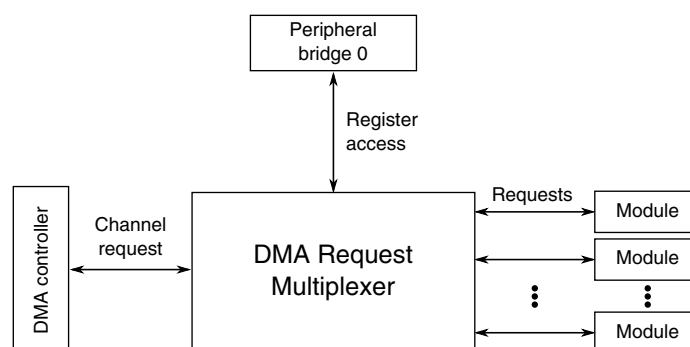 Peripheral
bridge 0
Register
access
Requests
Module
Channel
request
DMA controller
DMA Request
Multiplexer
Module
Module